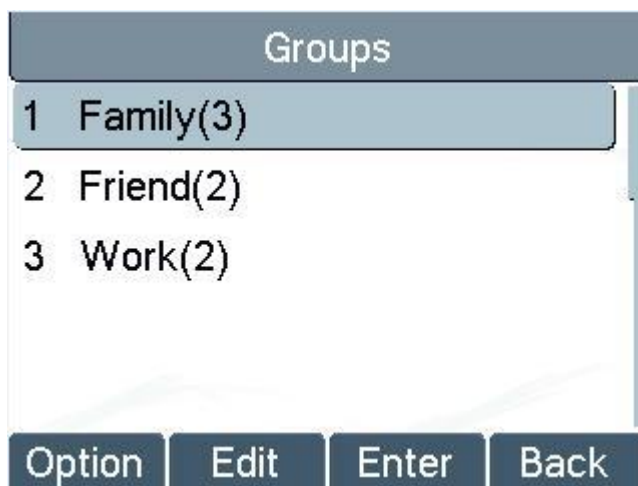 Groups
1 Family(3)
2 Friend(2)
3 Work(2)
Option Edit Enter Back